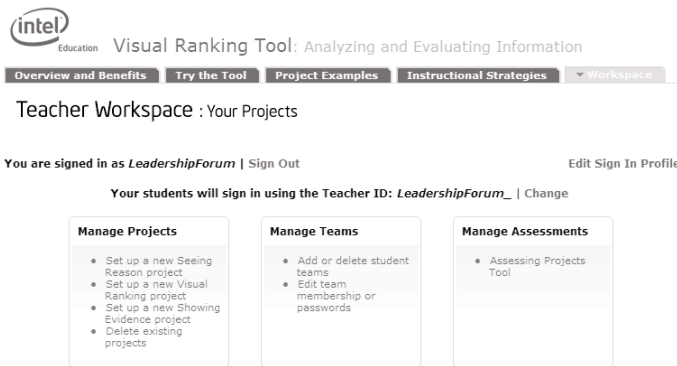 intel
Education
Visual Ranking Tool: Analyzing and Evaluating Information
Overview and Benefits
Try the Tool
Project Examples
Instructional Strategies
Workspace
Teacher Workspace : Your Projects
You are signed in as LeadershipForum | Sign Out
Edit Sign In Profile
Your students will sign in using the Teacher ID: LeadershipForum_ | Change
Manage Projects
Set up a new Seeing
Reason project
Set up a new Visual
Ranking project
Set up a new Showing
Evidence project
Delete existing
projects
Manage Teams
Add or delete student
teams
Edit team
membership or
passwords
Manage Assessments
Assessing Projects
Tool